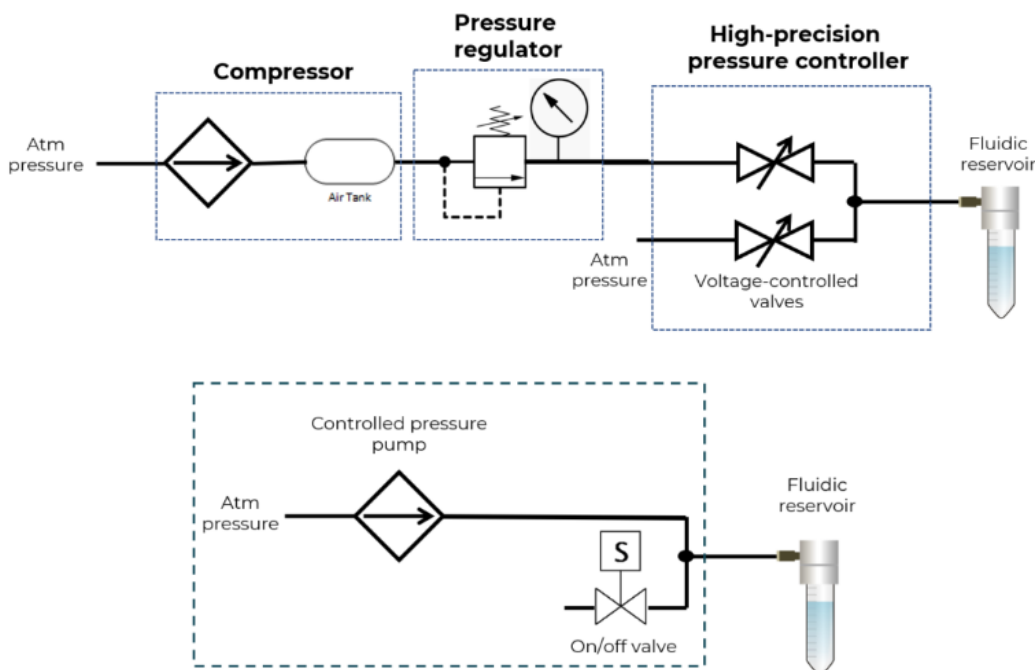 Pressure
regulator
High-precision
pressure controller
Compressor
Atm
pressure
Fluidic
reservoir
Air Tank
Atm
pressure
Voltage-controlled
valves
Controlled pressure
pump
Atm
pressure
Fluidic
reservoir
S
On/off valve